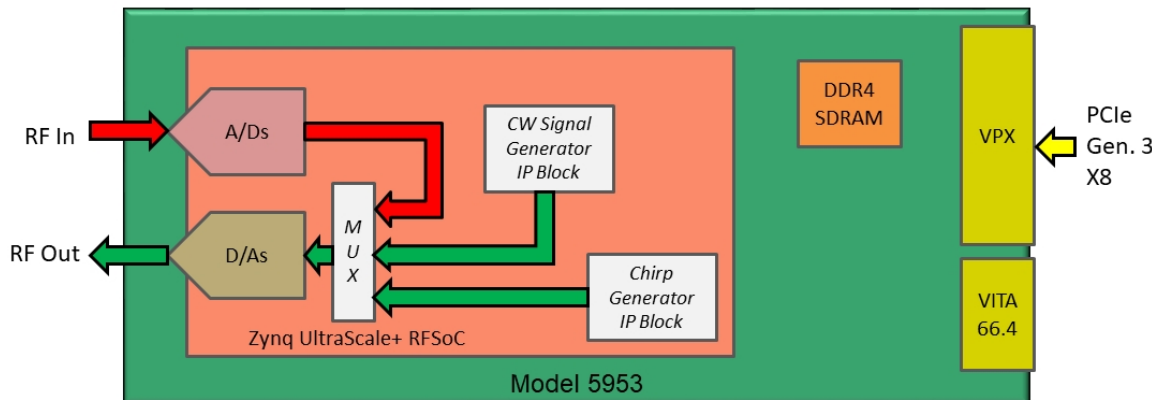 RF In
A/Ds
CW Signal
Generator
IP Block
DDR4
SDRAM
VPX
PCIe
Gen. 3
X8
RF Out
D/As
M
U
X
Chirp
Generator
IP Block
VITA
66.4
Zynq UltraScale+ RFSoC
Model 5953